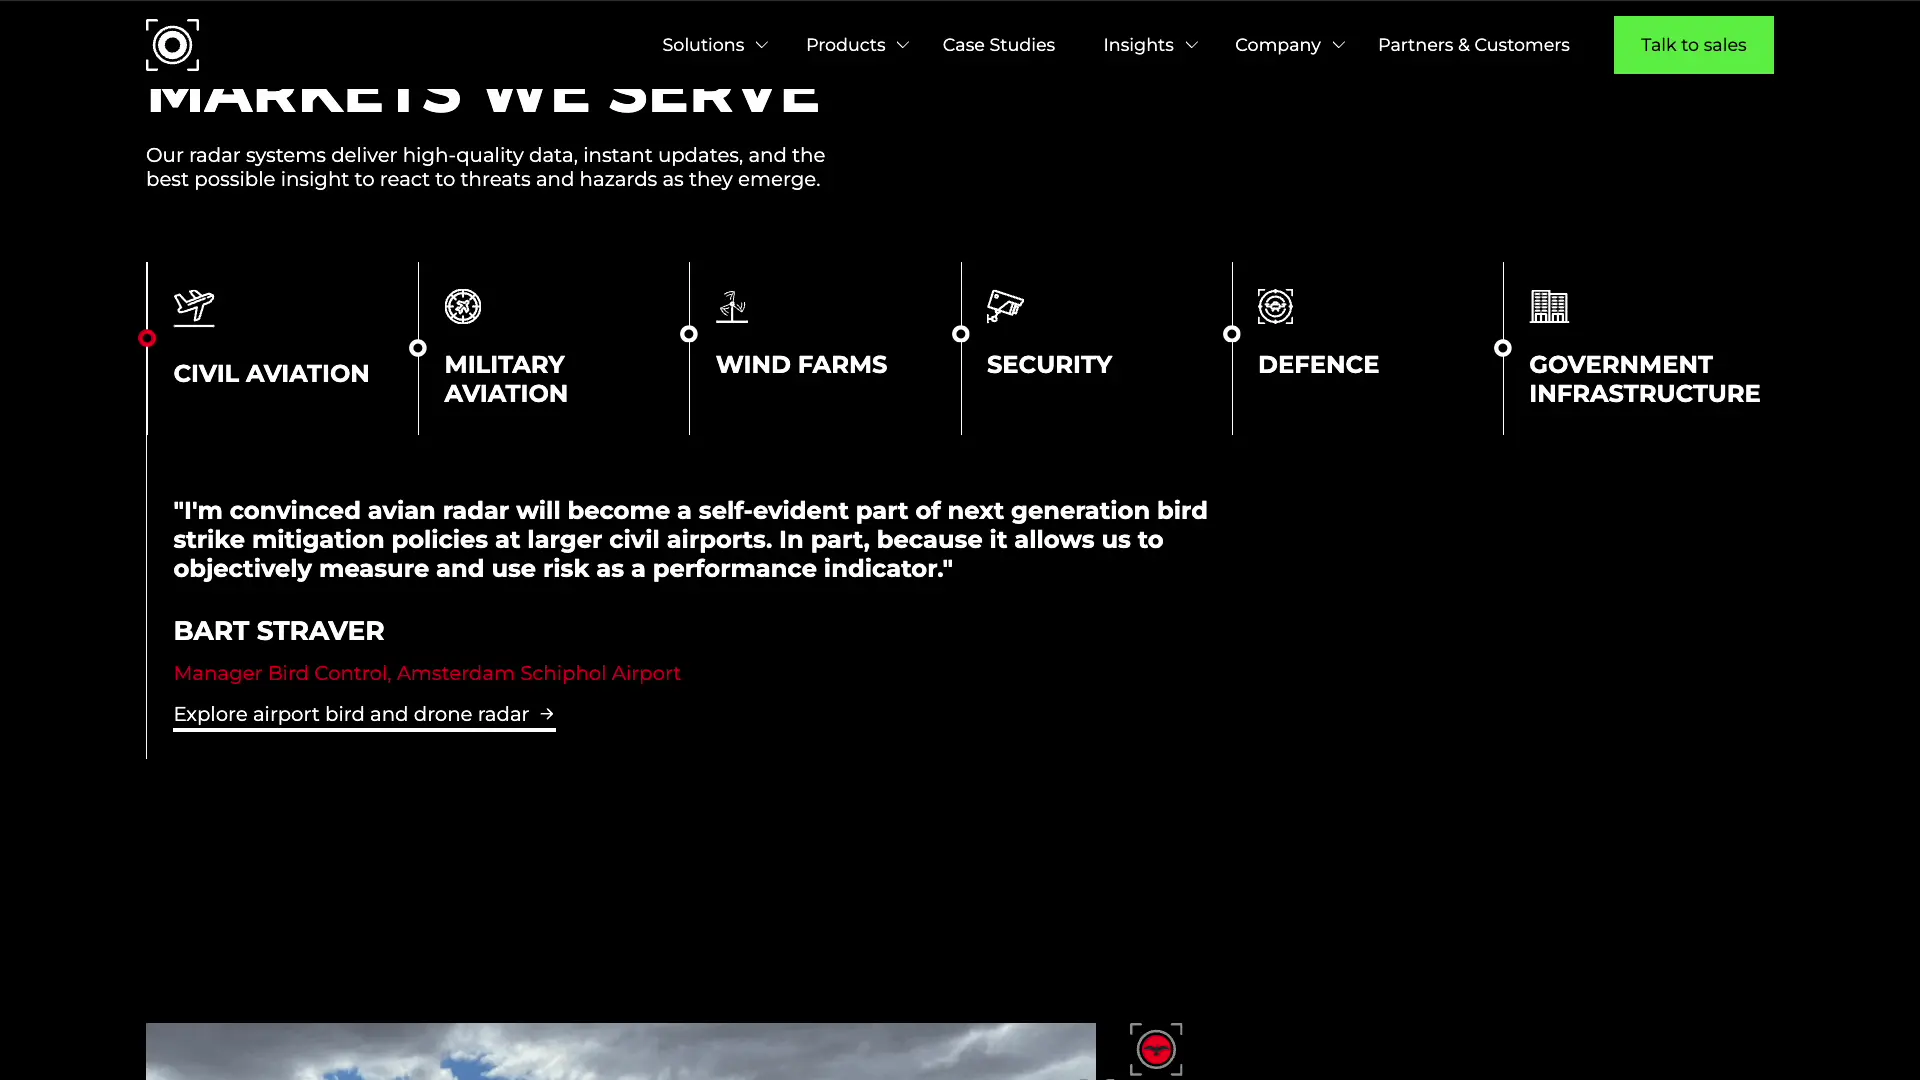 Solutions
Products
Case Studies
Insights
Company
Partners & Customers
Talk to sales
MARKETS WE SERVE
Our radar systems deliver high-quality data, instant updates, and the
best possible insight to react to threats and hazards as they emerge.
CIVIL AVIATION
MILITARY
AVIATION
WIND FARMS
SECURITY
DEFENCE
GOVERNMENT
INFRASTRUCTURE
"I'm convinced avian radar will become a self-evident part of next generation bird
strike mitigation policies at larger civil airports. In part, because it allows us to
objectively measure and use risk as a performance indicator."
BART STRAVER
Manager Bird Control, Amsterdam Schiphol Airport
Explore airport bird and drone radar →